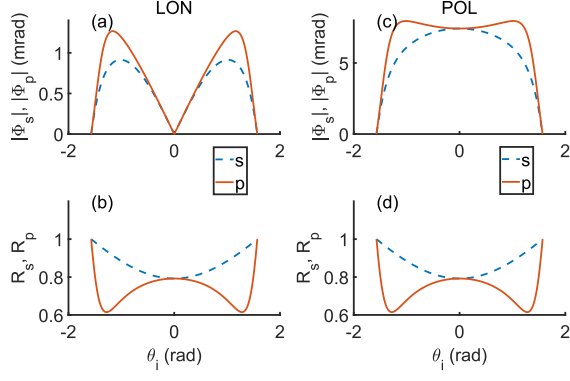 LON
POL
(a)
(c)
|Φs|, |Φp| (mrad)
1
0.5
0
-2
0
2
|Φs|, |Φp| (mrad)
5
0
-2
0
2
s
p
s
p
(b)
(d)
Rs, Rp
1
0.8
0.6
-2
0
2
θi (rad)
Rs, Rp
1
0.8
0.6
-2
0
2
θi (rad)